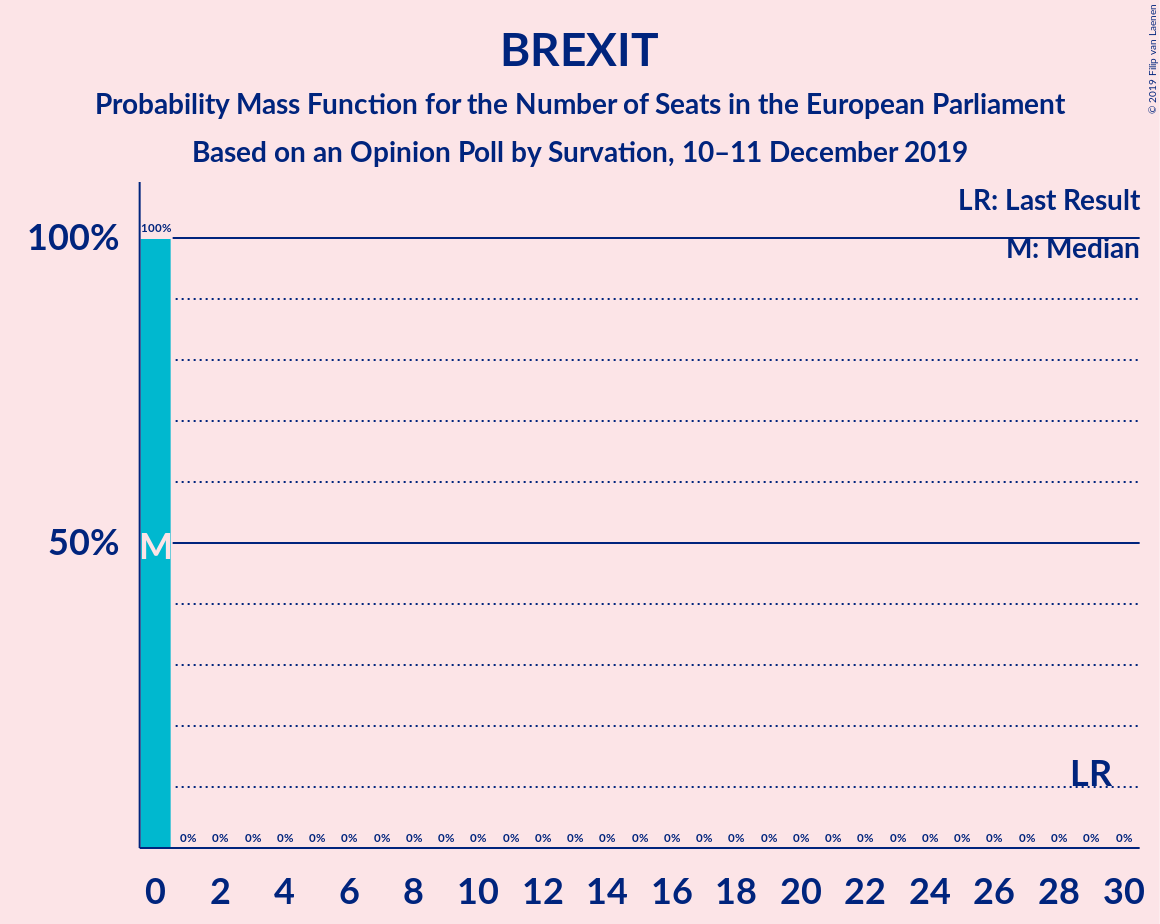 BREXIT
Probability Mass Function for the Number of Seats in the European Parliament
Based on an Opinion Poll by Survation, 10–11 December 2019
© 2019 Filip van Laenen
LR: Last Result
M: Median
100%
100%
50%
M
LR
0% 0% 0% 0% 0% 0% 0% 0% 0% 0% 0% 0% 0% 0% 0% 0% 0% 0% 0% 0% 0% 0% 0% 0% 0% 0% 0% 0% 0% 0%
0 2 4 6 8 10 12 14 16 18 20 22 24 26 28 30